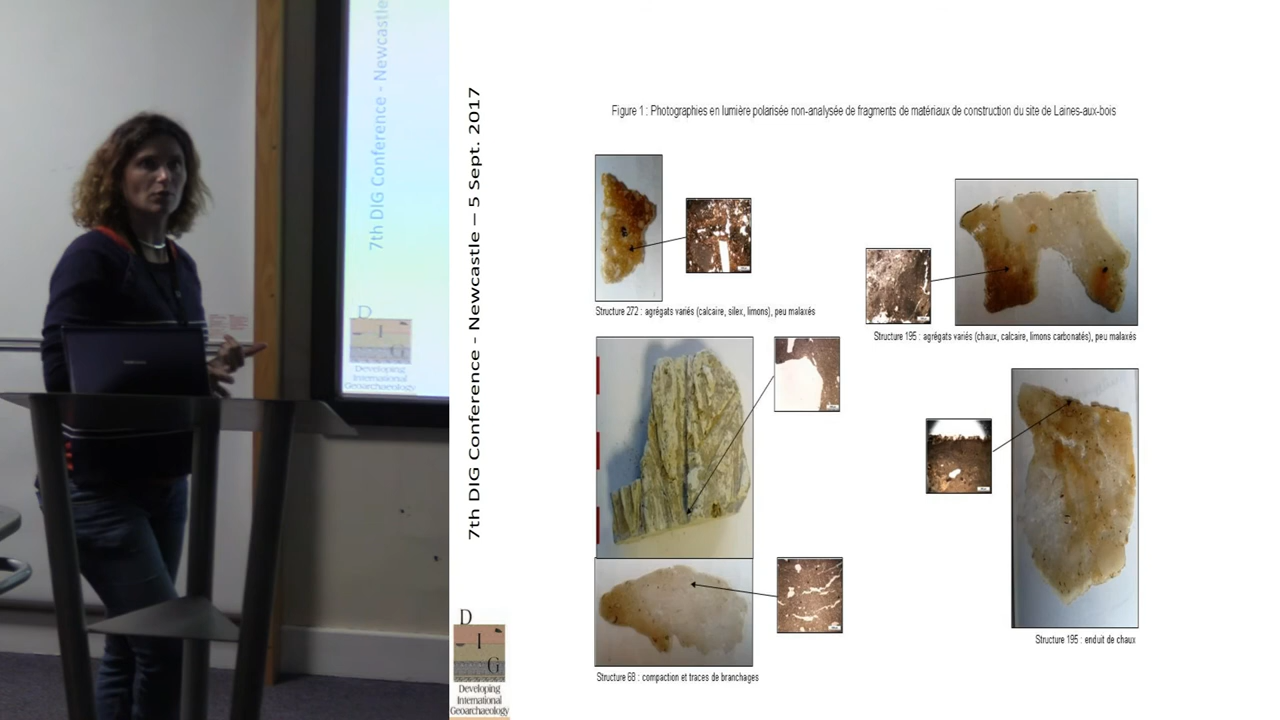 7th DIG Conference - Newcastle
D
I
G
Developing
International
Geoarchaeology
7th DIG Conference - Newcastle – 5 Sept. 2017
D
I
G
Developing
International
Geoarchaeology
Figure 1 : Photographies en lumière polarisée non-analysée de fragments de matériaux de construction du site de Laines-aux-bois
Structure 272 : agrégats variés (calcaire, silex, limons), peu malaxés
Structure 195 : agrégats variés (chaux, calcaire, limons carbonatés), peu malaxés
Structure 195 : enduit de chaux
Structure 68 : compaction et traces de branchages